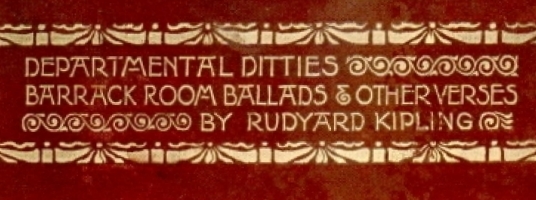 DEPARTMENTAL DITTIES
BARRACK ROOM BALLADS & OTHER VERSES
BY RUDYARD KIPLING